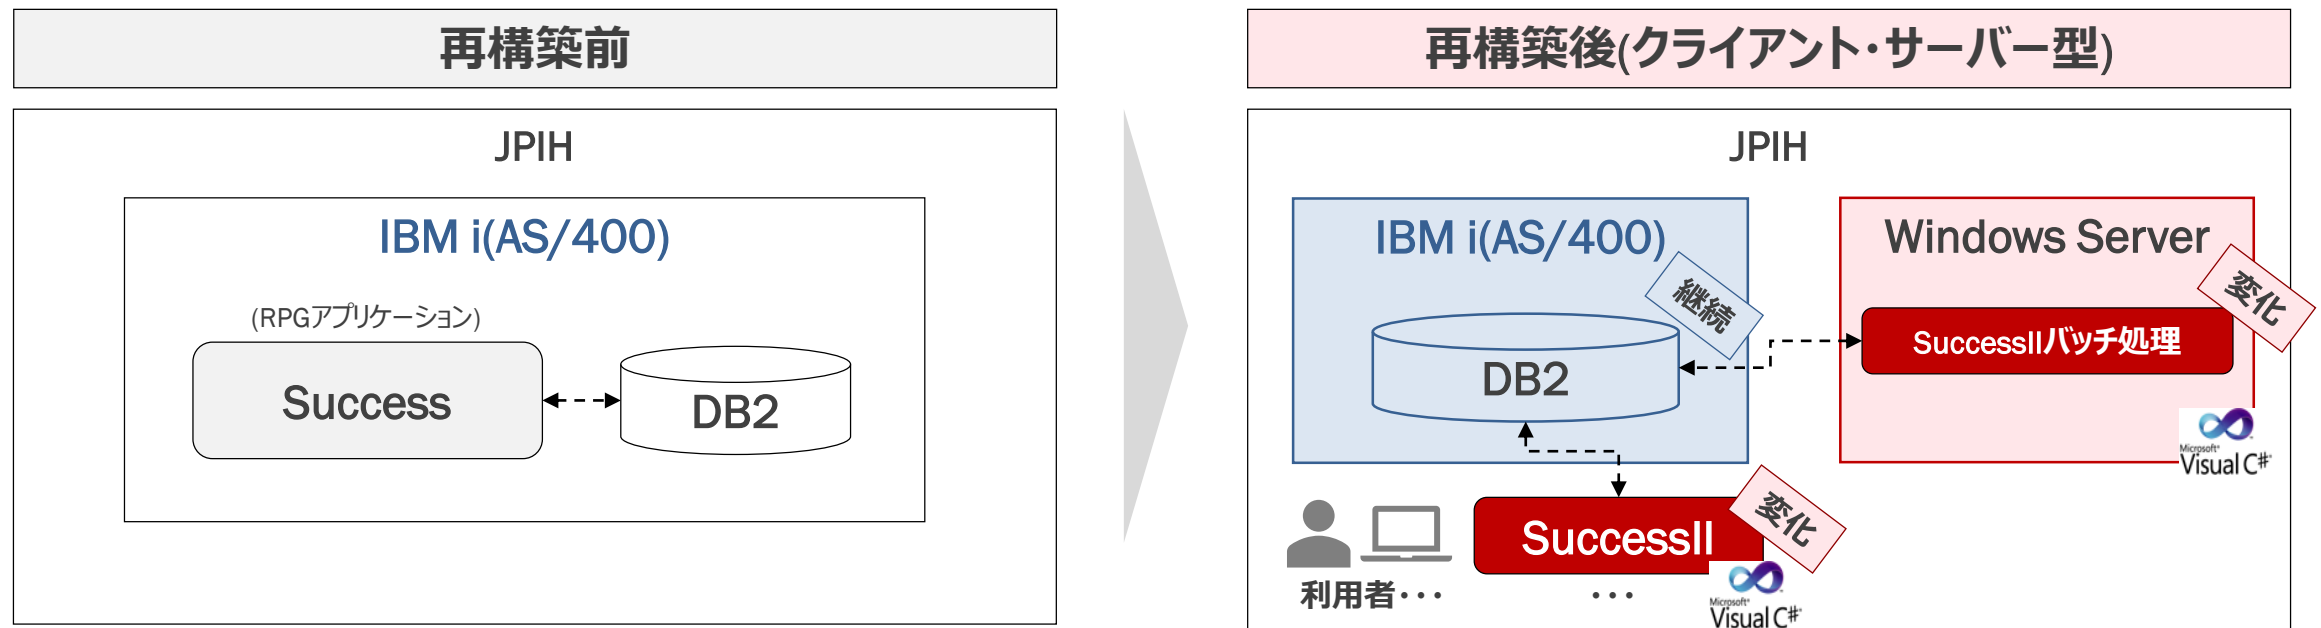 再構築前
JPIH
IBM i(AS/400)
(RPGアプリケーション)
Success
DB2
再構築後(クライアント・サーバー型)
JPIH
IBM i(AS/400)
継続
DB2
Windows Server
変化
SuccessIIバッチ処理
Microsoft
Visual C#
変化
SuccessII
利用者･･･
･･･
Microsoft
Visual C#